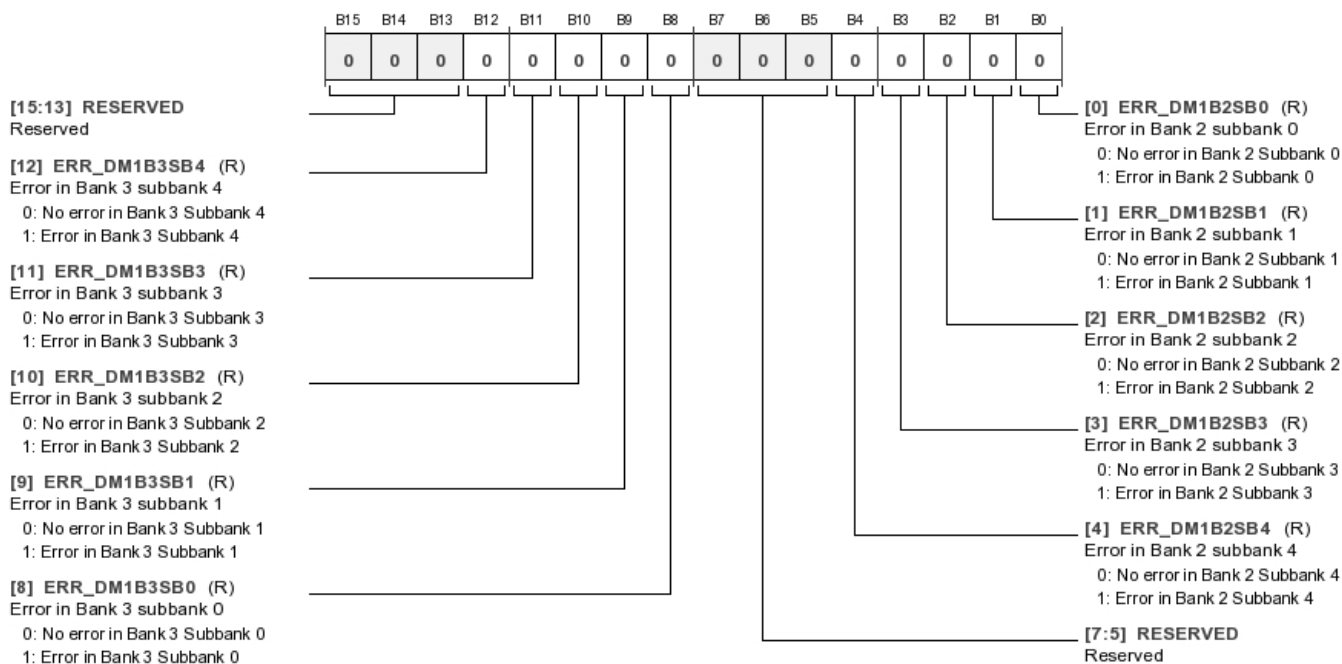 B15 B14 B13 B12 B11 B10 B9 B8 B7 B6 B5 B4 B3 B2 B1 B0
0 0 0 0 0 0 0 0 0 0 0 0 0 0 0 0
[15:13] RESERVED
Reserved
[12] ERR_DM1B3SB4 (R)
Error in Bank 3 subbank 4
0: No error in Bank 3 Subbank 4
1: Error in Bank 3 Subbank 4
[11] ERR_DM1B3SB3 (R)
Error in Bank 3 subbank 3
0: No error in Bank 3 Subbank 3
1: Error in Bank 3 Subbank 3
[10] ERR_DM1B3SB2 (R)
Error in Bank 3 subbank 2
0: No error in Bank 3 Subbank 2
1: Error in Bank 3 Subbank 2
[9] ERR_DM1B3SB1 (R)
Error in Bank 3 subbank 1
0: No error in Bank 3 Subbank 1
1: Error in Bank 3 Subbank 1
[8] ERR_DM1B3SB0 (R)
Error in Bank 3 subbank 0
0: No error in Bank 3 Subbank 0
1: Error in Bank 3 Subbank 0
[0] ERR_DM1B2SB0 (R)
Error in Bank 2 subbank 0
0: No error in Bank 2 Subbank 0
1: Error in Bank 2 Subbank 0
[1] ERR_DM1B2SB1 (R)
Error in Bank 2 subbank 1
0: No error in Bank 2 Subbank 1
1: Error in Bank 2 Subbank 1
[2] ERR_DM1B2SB2 (R)
Error in Bank 2 subbank 2
0: No error in Bank 2 Subbank 2
1: Error in Bank 2 Subbank 2
[3] ERR_DM1B2SB3 (R)
Error in Bank 2 subbank 3
0: No error in Bank 2 Subbank 3
1: Error in Bank 2 Subbank 3
[4] ERR_DM1B2SB4 (R)
Error in Bank 2 subbank 4
0: No error in Bank 2 Subbank 4
1: Error in Bank 2 Subbank 4
[7:5] RESERVED
Reserved